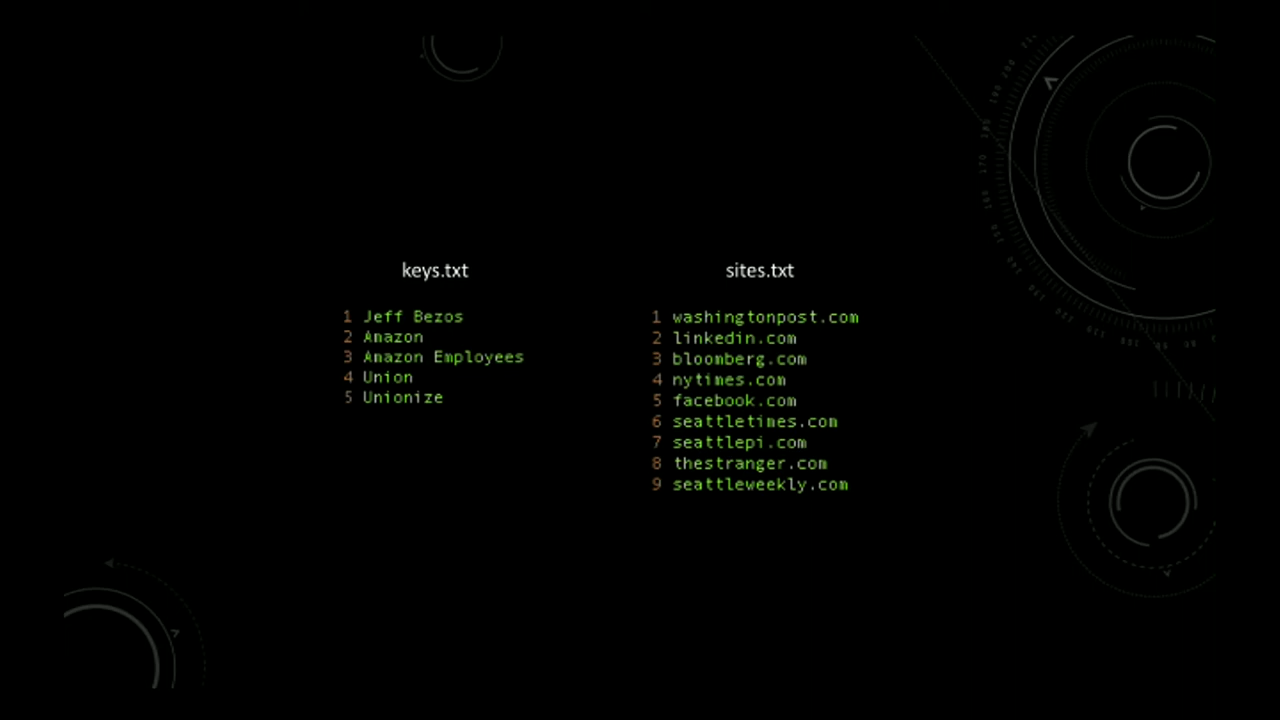 keys.txt
1 Jeff Bezos
2 Amazon
3 Amazon Employees
4 Union
5 Unionize
sites.txt
1 washingtonpost.com
2 linkedin.com
3 bloomberg.com
4 nytimes.com
5 facebook.com
6 seattletimes.com
7 seattlepi.com
8 thestranger.com
9 seattleweekly.com